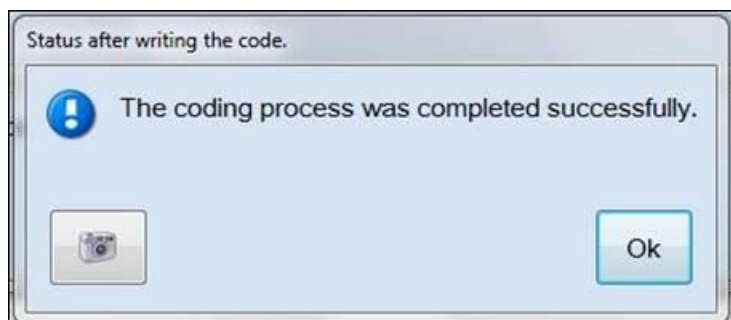 Status after writing the code.
The coding process was completed successfully.
Ok